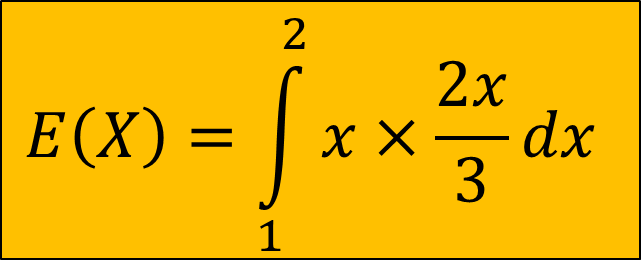 E(X) = ∫₁² x × 2x/3 dx